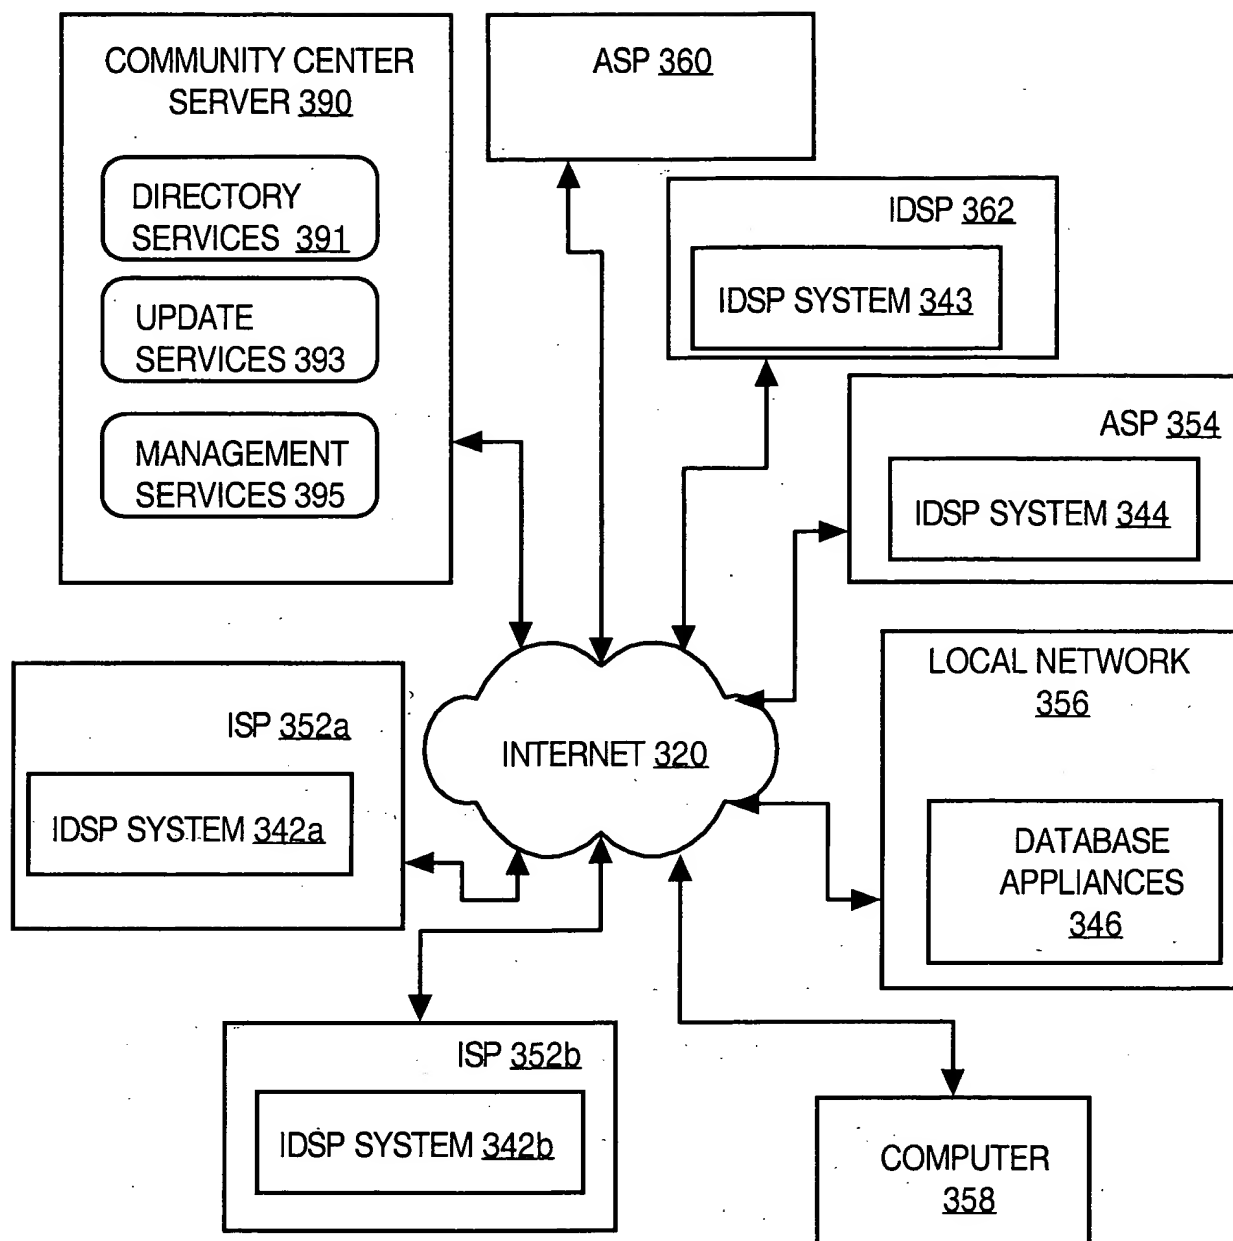 COMMUNITY CENTER
SERVER 390
DIRECTORY
SERVICES 391
UPDATE
SERVICES 393
MANAGEMENT
SERVICES 395
ASP 360
IDSP 362
IDSP SYSTEM 343
ASP 354
IDSP SYSTEM 344
LOCAL NETWORK
356
DATABASE
APPLIANCES
346
INTERNET 320
ISP 352a
IDSP SYSTEM 342a
ISP 352b
IDSP SYSTEM 342b
COMPUTER
358